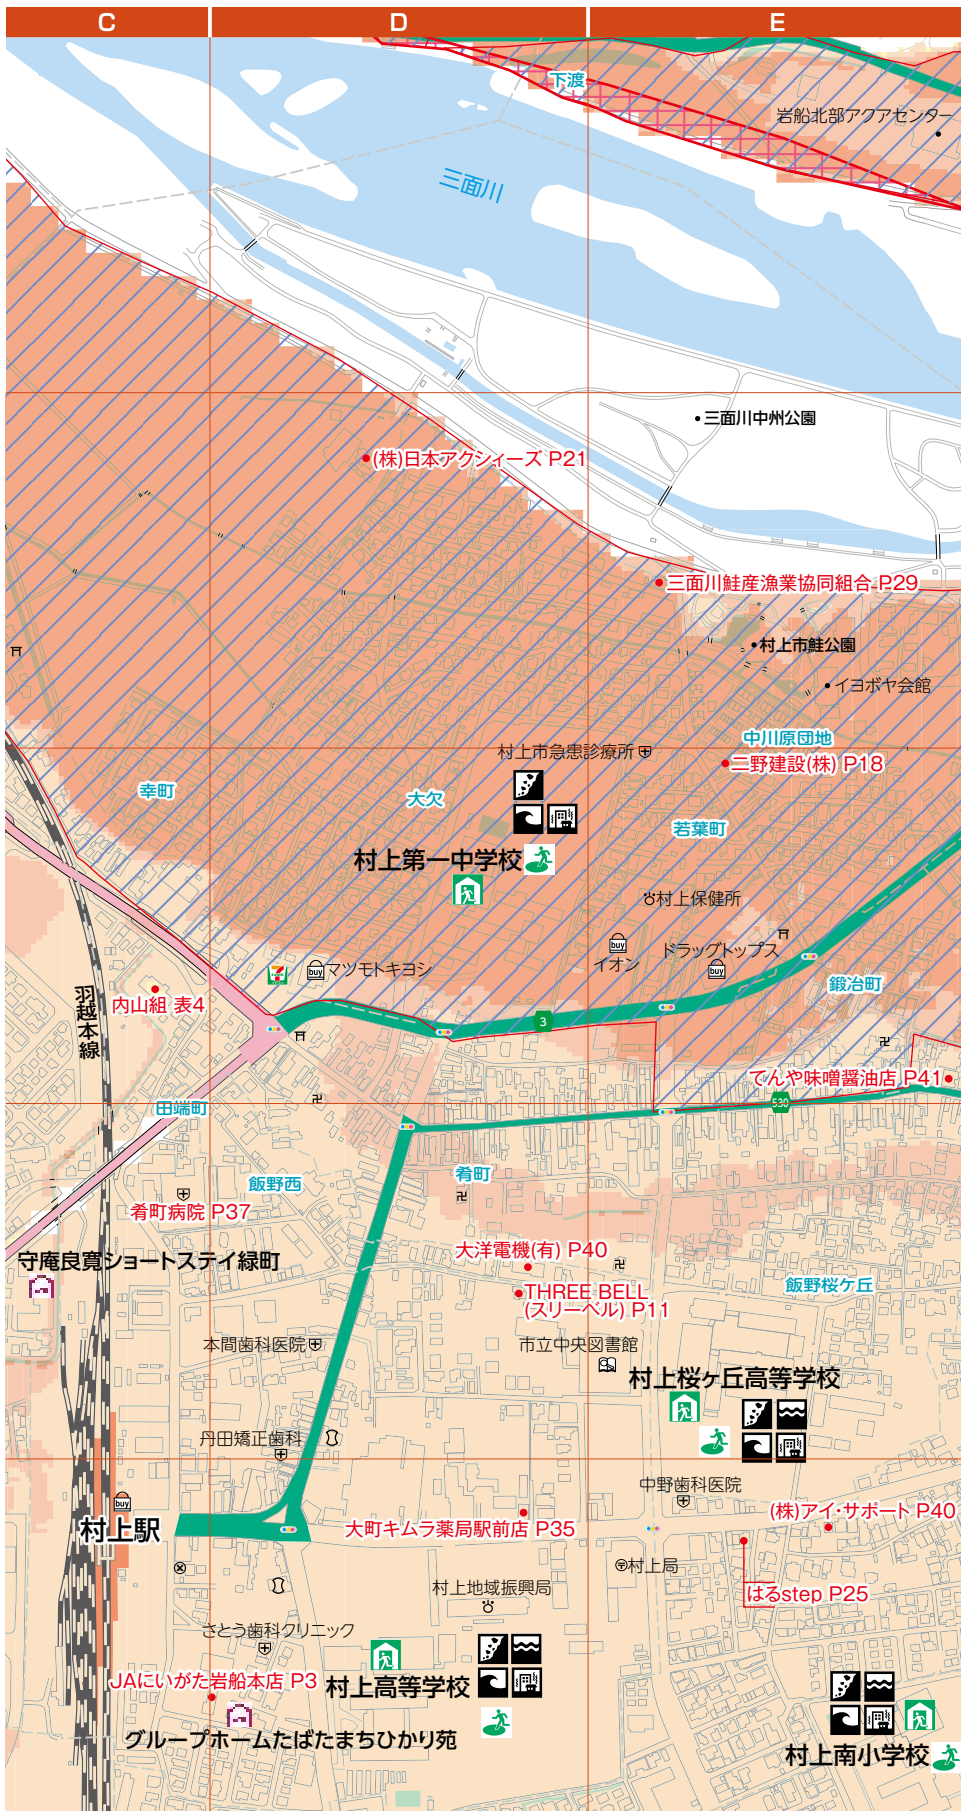 C
D
E
下渡
岩船北部アクアセンター
三面川
三面川中州公園
(株)日本アクシィーズ P21
三面川鮭産漁業協同組合 P29
村上市鮭公園
イヨボヤ会館
中川原団地
村上市急患診療所
二野建設(株) P18
幸町
大欠
若葉町
村上第一中学校
村上保健所
buy
イオン
ドラッグトップス
buy
buy
マツモトキヨシ
鍛冶町
羽越本線
内山組 表4
3
てんや味噌醤油店 P41
田端町
530
飯野西
肴町
肴町病院 P37
大洋電機(有) P40
守庵良寛ショートステイ緑町
飯野桜ケ丘
THREE BELL
(スリーベル) P11
本間歯科医院
市立中央図書館
村上桜ヶ丘高等学校
丹田矯正歯科
中野歯科医院
buy
村上駅
大町キムラ薬局駅前店 P35
(株)アイ・サポート P40
村上局
村上地域振興局
はるstep P25
さとう歯科クリニック
JAにいがた岩船本店 P3
村上高等学校
グループホームたばたまちひかり苑
村上南小学校